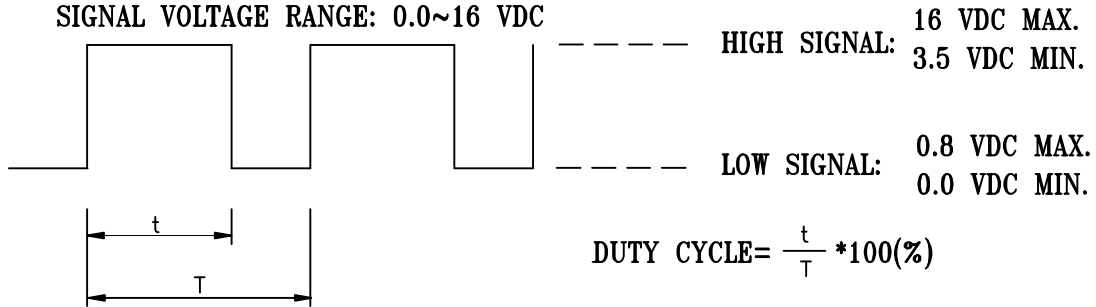 SIGNAL VOLTAGE RANGE: 0.0~16 VDC
HIGH SIGNAL: 16 VDC MAX.
3.5 VDC MIN.
LOW SIGNAL: 0.8 VDC MAX.
0.0 VDC MIN.
t
T
DUTY CYCLE= t/T *100(%)